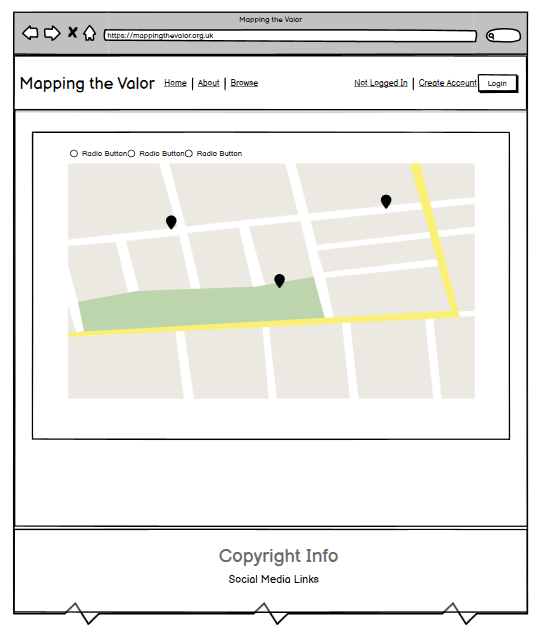 Mapping the Valor
https://mappingthevalor.org.uk
Mapping the Valor Home | About | Browse Not Logged In | Create Account Login
Radio Button Radio Button Radio Button
Copyright Info
Social Media Links